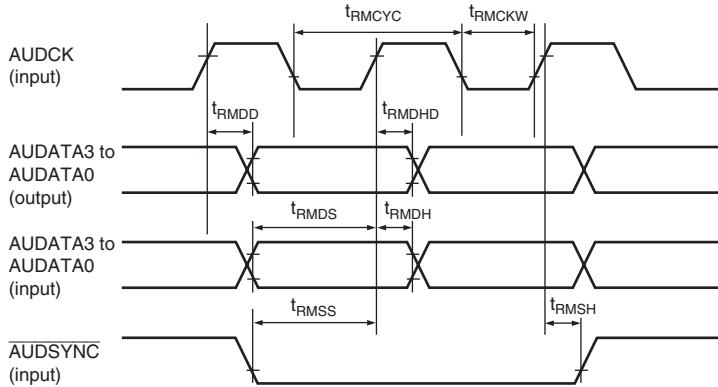 tRMCYC
tRMCKW
AUDCK
(input)
tRMDD
tRMDHD
AUDATA3 to
AUDATA0
(output)
tRMDS
tRMDH
AUDATA3 to
AUDATA0
(input)
tRMSS
tRMSH
AUDSYNC
(input)